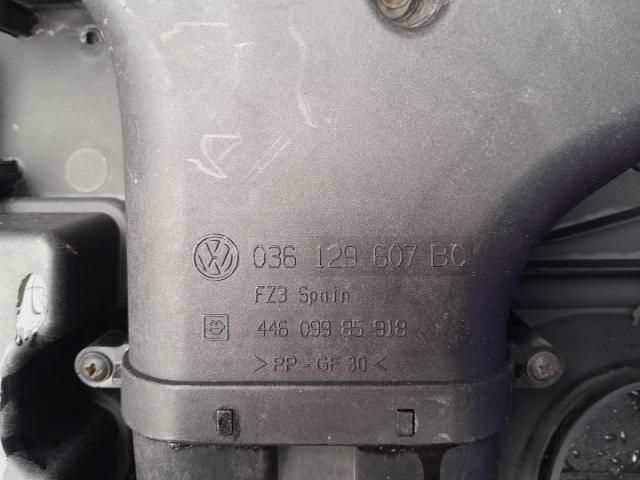 036 129 607 BC
FZ3 Spain
446 099 85 918
>PP-GF 30<